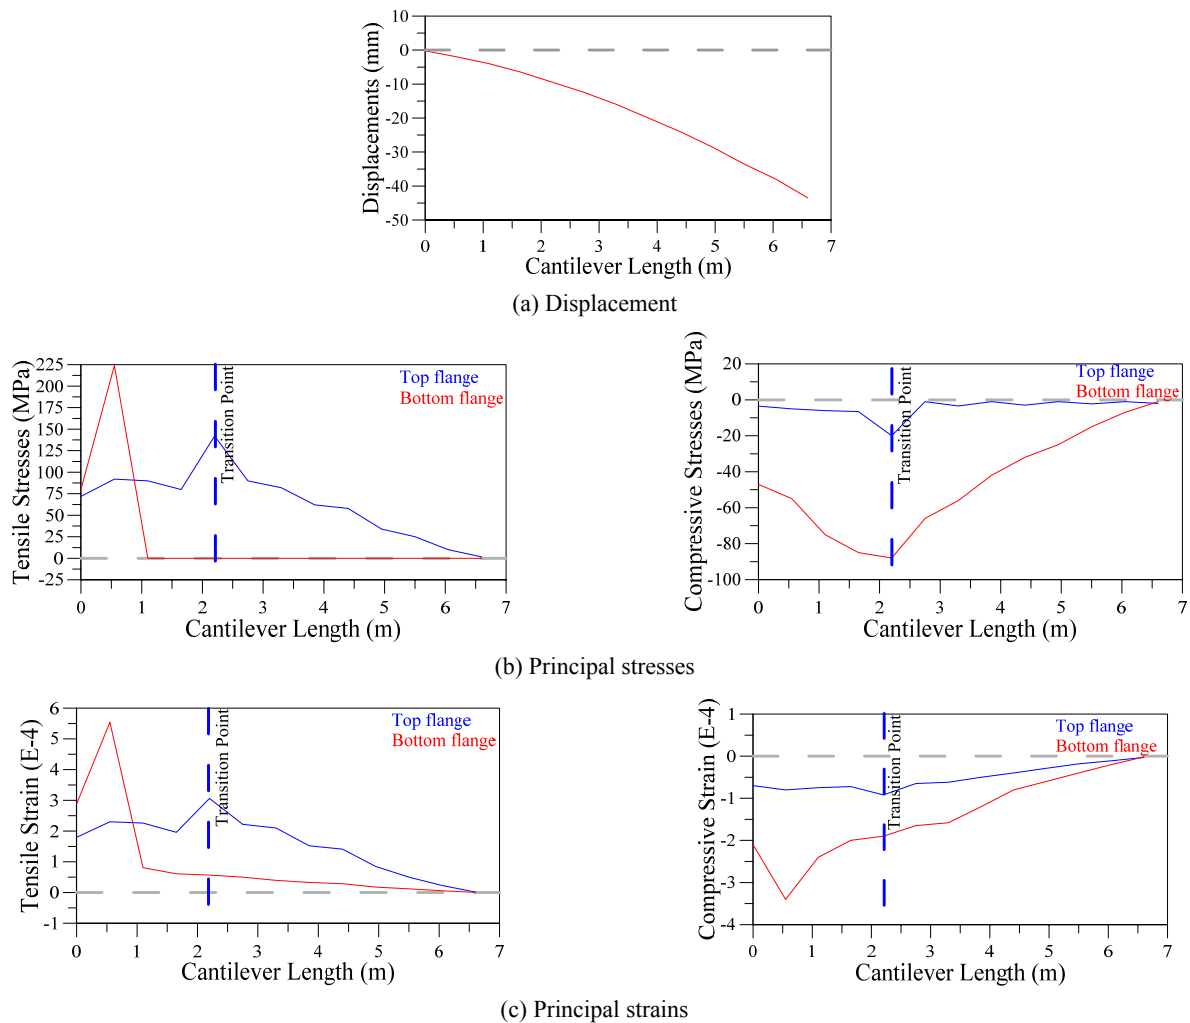 10
0
-10
-20
-30
-40
-50
Displacements (mm)
0 1 2 3 4 5 6 7
Cantilever Length (m)
(a) Displacement
225
200
175
150
125
100
75
50
25
0
-25
Tensile Stresses (MPa)
Transition Point
Top flange
Bottom flange
0 1 2 3 4 5 6 7
Cantilever Length (m)
20
0
-20
-40
-60
-80
-100
Compressive Stresses (MPa)
Transition Point
Top flange
Bottom flange
0 1 2 3 4 5 6 7
Cantilever Length (m)
(b) Principal stresses
6
5
4
3
2
1
0
-1
Tensile Strain (E-4)
Transition Point
Top flange
Bottom flange
0 1 2 3 4 5 6 7
Cantilever Length (m)
1
0
-1
-2
-3
-4
Compressive Strain (E-4)
Transition Point
Top flange
Bottom flange
0 1 2 3 4 5 6 7
Cantilever Length (m)
(c) Principal strains